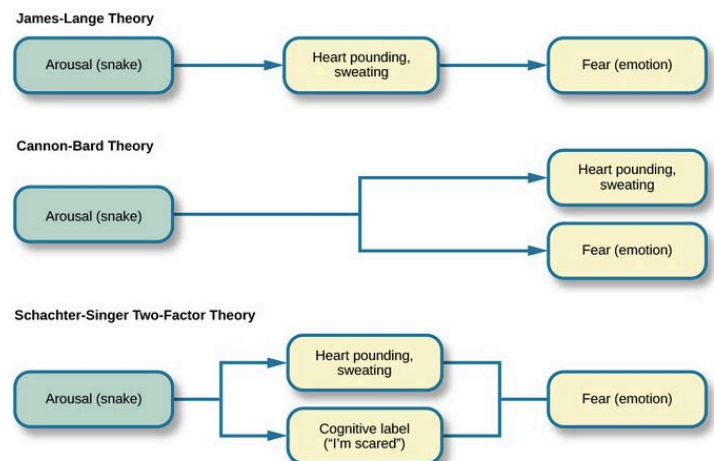 James-Lange Theory
Arousal (snake)
Heart pounding,
sweating
Fear (emotion)
Cannon-Bard Theory
Arousal (snake)
Heart pounding,
sweating
Fear (emotion)
Schachter-Singer Two-Factor Theory
Arousal (snake)
Heart pounding,
sweating
Cognitive label
(“I’m scared”)
Fear (emotion)